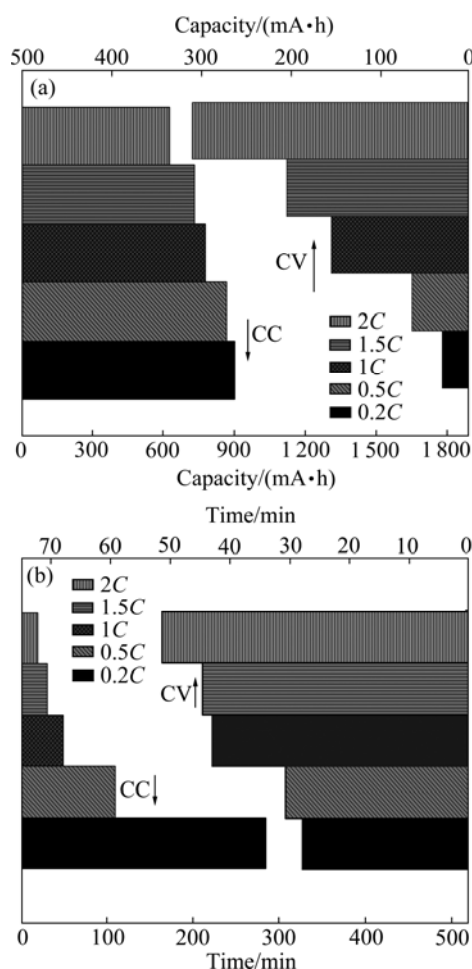 Capacity/(mA·h)
500 400 300 200 100 0
(a)
CV
CC
2C
1.5C
1C
0.5C
0.2C
0 300 600 900 1 200 1 500 1 800
Capacity/(mA·h)
Time/min
70 60 50 40 30 20 10 0
(b)
2C
1.5C
1C
0.5C
0.2C
CV
CC
0 100 200 300 400 500
Time/min